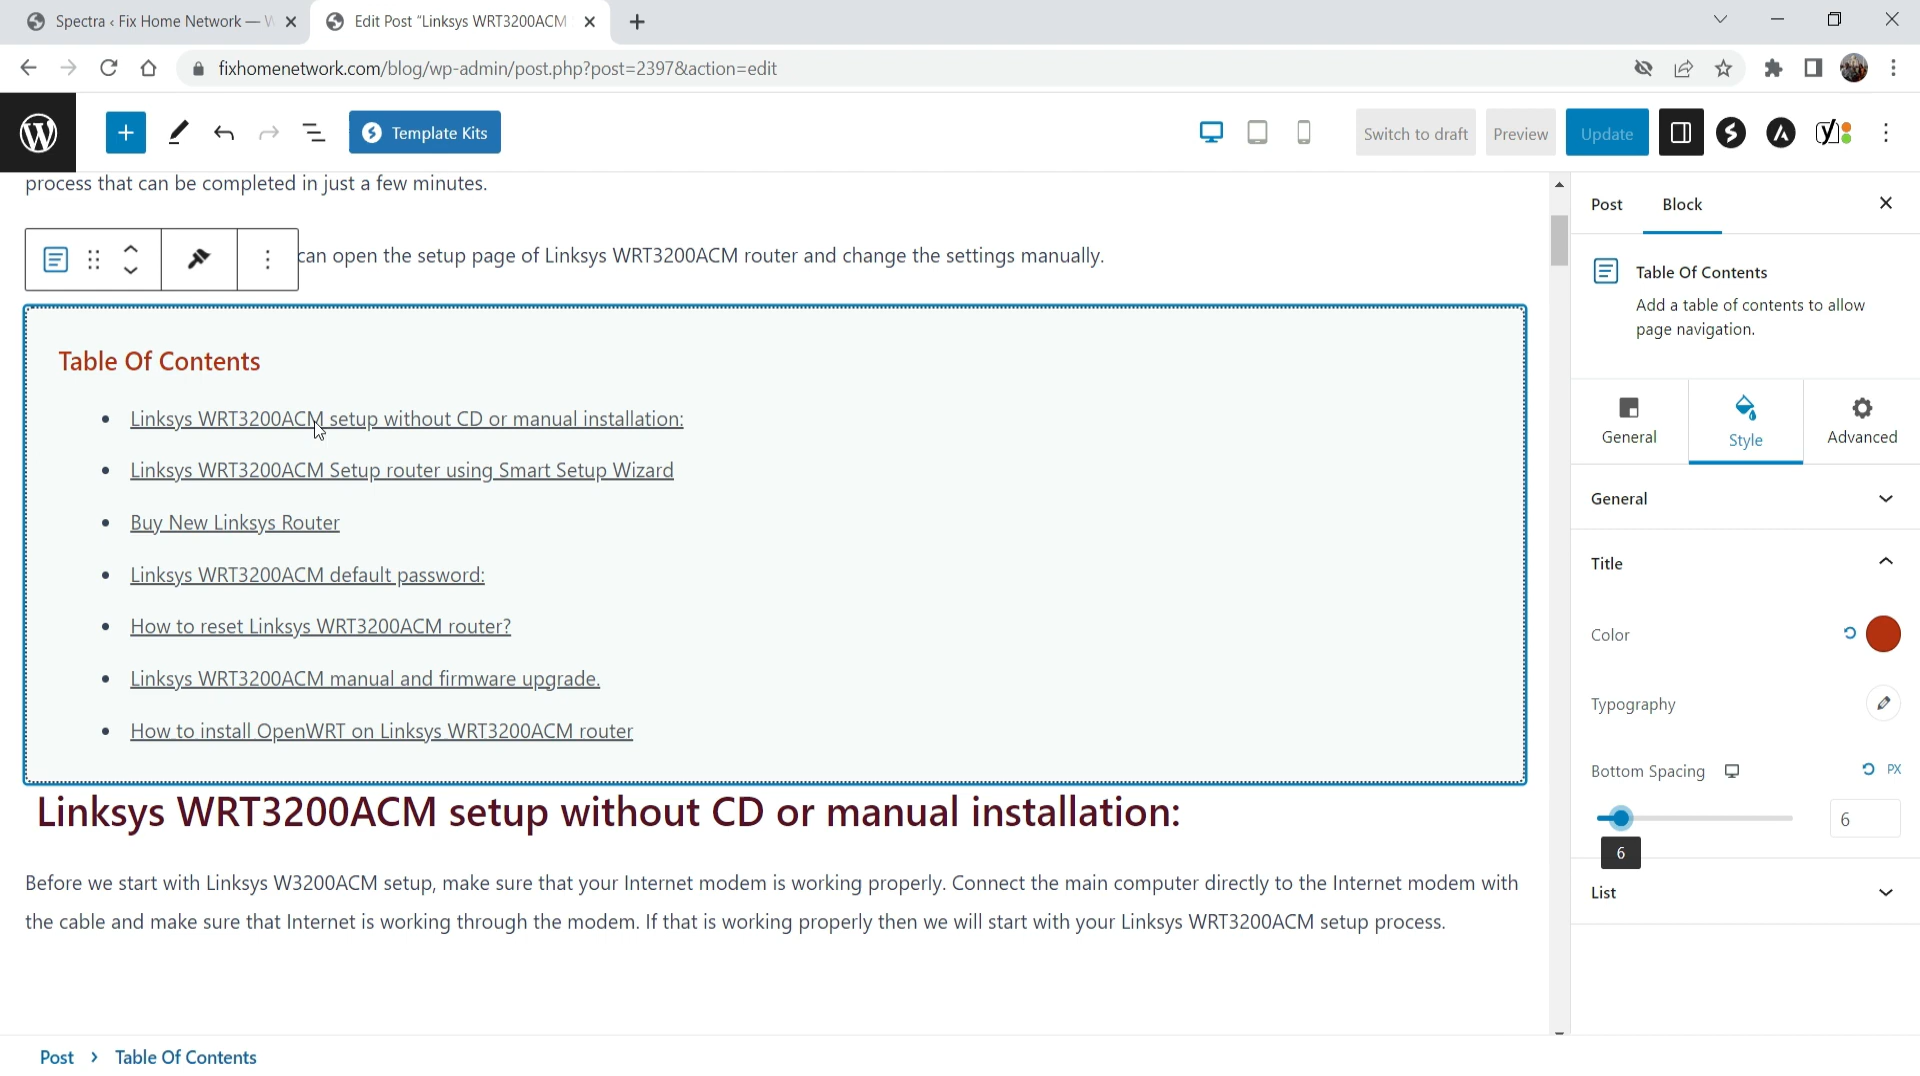 Spectra ‹ Fix Home Network — W
Edit Post “Linksys WRT3200ACM
fixhomenetwork.com/blog/wp-admin/post.php?post=2397&action=edit
Template Kits
Switch to draft
Preview
Update
process that can be completed in just a few minutes.
can open the setup page of Linksys WRT3200ACM router and change the settings manually.
Table Of Contents
• Linksys WRT3200ACM setup without CD or manual installation:
• Linksys WRT3200ACM Setup router using Smart Setup Wizard
• Buy New Linksys Router
• Linksys WRT3200ACM default password:
• How to reset Linksys WRT3200ACM router?
• Linksys WRT3200ACM manual and firmware upgrade.
• How to install OpenWRT on Linksys WRT3200ACM router
Linksys WRT3200ACM setup without CD or manual installation:
Before we start with Linksys W3200ACM setup, make sure that your Internet modem is working properly. Connect the main computer directly to the Internet modem with
the cable and make sure that Internet is working through the modem. If that is working properly then we will start with your Linksys WRT3200ACM setup process.
Post > Table Of Contents
Post
Block
Table Of Contents
Add a table of contents to allow
page navigation.
General
Style
Advanced
General
Title
Color
Typography
Bottom Spacing
PX
6
6
List